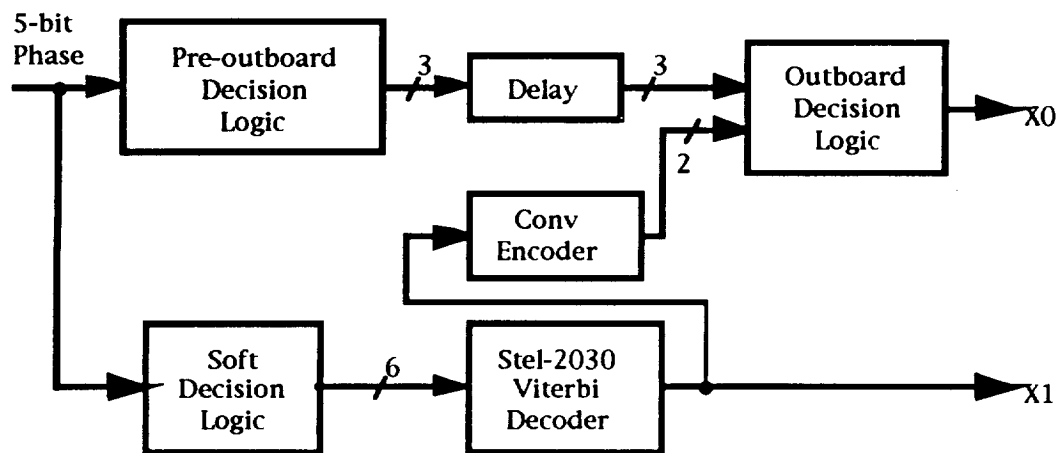 5-bit
Phase
Pre-outboard
Decision
Logic
3
Delay
3
Outboard
Decision
Logic
X0
2
Conv
Encoder
Soft
Decision
Logic
6
Stel-2030
Viterbi
Decoder
X1